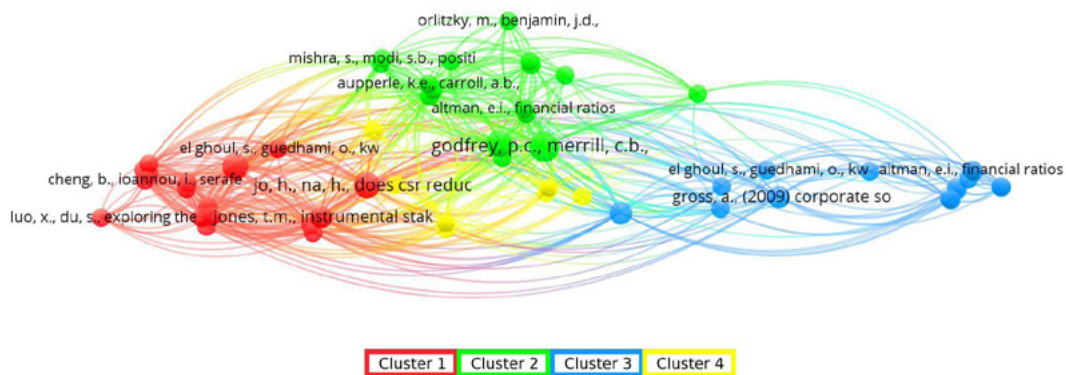 orlitzky, m., benjamin, j.d.,
mishra, s., modi, s.b., positi
aupperle, k.e., carroll, a.b.,
altman, e.i., financial ratios
godfrey, p.c., merrill, c.b.,
el ghoul, s., guedhami, o., kw
el ghoul, s., guedhami, o., kw
altman, e.i., financial ratios
cheng, b., ioannou, i., serafe
jo, h., na, h., does csr reduc
gross, a., (2009) corporate so
luo, x., du, s., exploring the
jones, t.m., instrumental stak
Cluster 1
Cluster 2
Cluster 3
Cluster 4